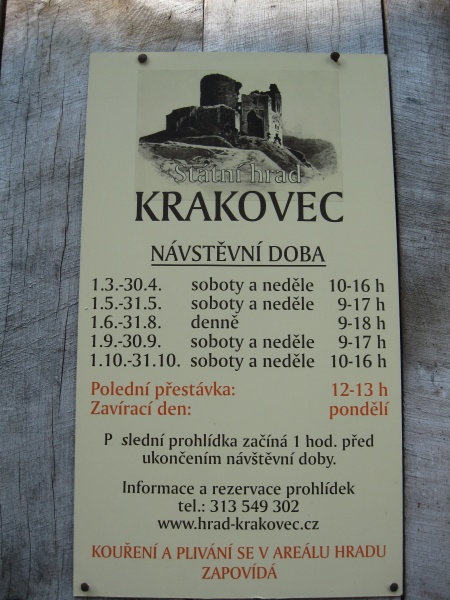 Státní hrad
KRAKOVEC
NÁVSTĚVNÍ DOBA
1.3.-30.4. soboty a neděle 10-16 h
1.5.-31.5. soboty a neděle 9-17 h
1.6.-31.8. denně 9-18 h
1.9.-30.9. soboty a neděle 9-17 h
1.10.-31.10. soboty a neděle 10-16 h
Polední přestávka: 12-13 h
Zavírací den: pondělí
P slední prohlídka začíná 1 hod. před
ukončením návštěvní doby.
Informace a rezervace prohlídek
tel.: 313 549 302
www.hrad-krakovec.cz
KOUŘENÍ A PLIVÁNÍ SE V AREÁLU HRADU
ZAPOVÍDÁ